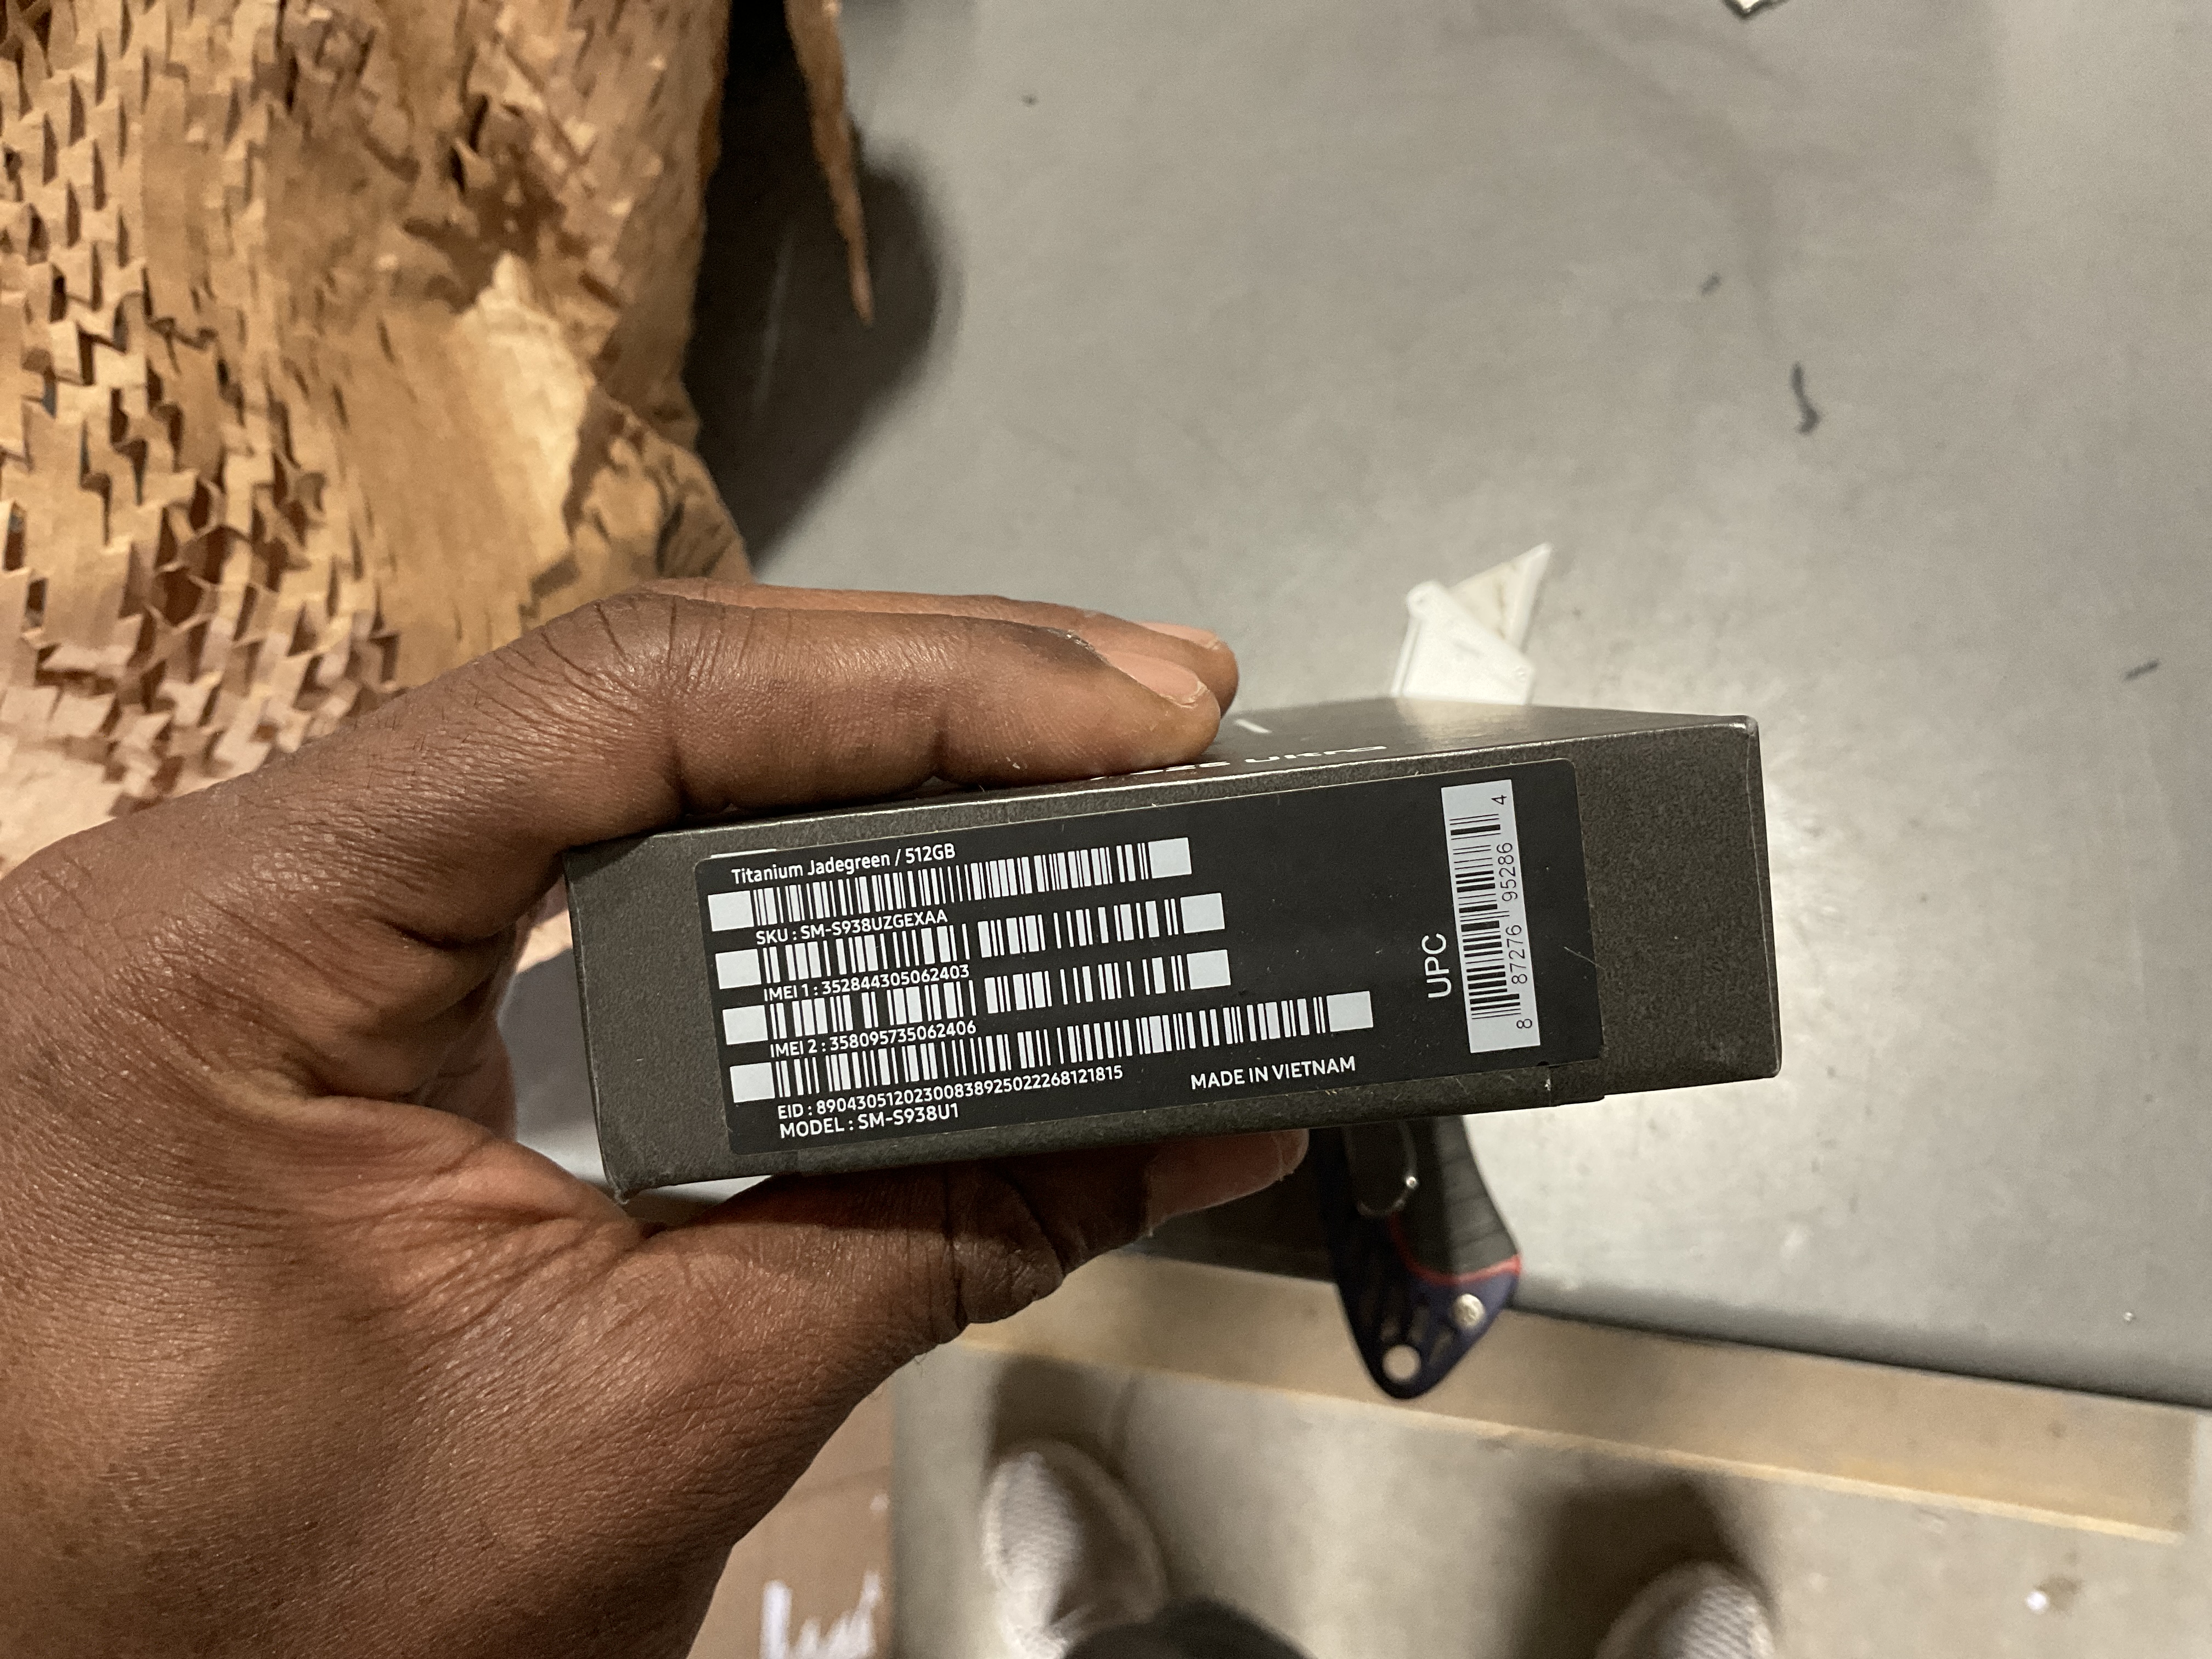 Titanium Jadegreen / 512GB
SKU : SM-S938UZGEXAA
IMEI 1 : 352844305062403
IMEI 2 : 358095735062406
EID : 89043051202300838925022268121815
MODEL : SM-S938U1
MADE IN VIETNAM
UPC
8 87276 95286 4
Ultra